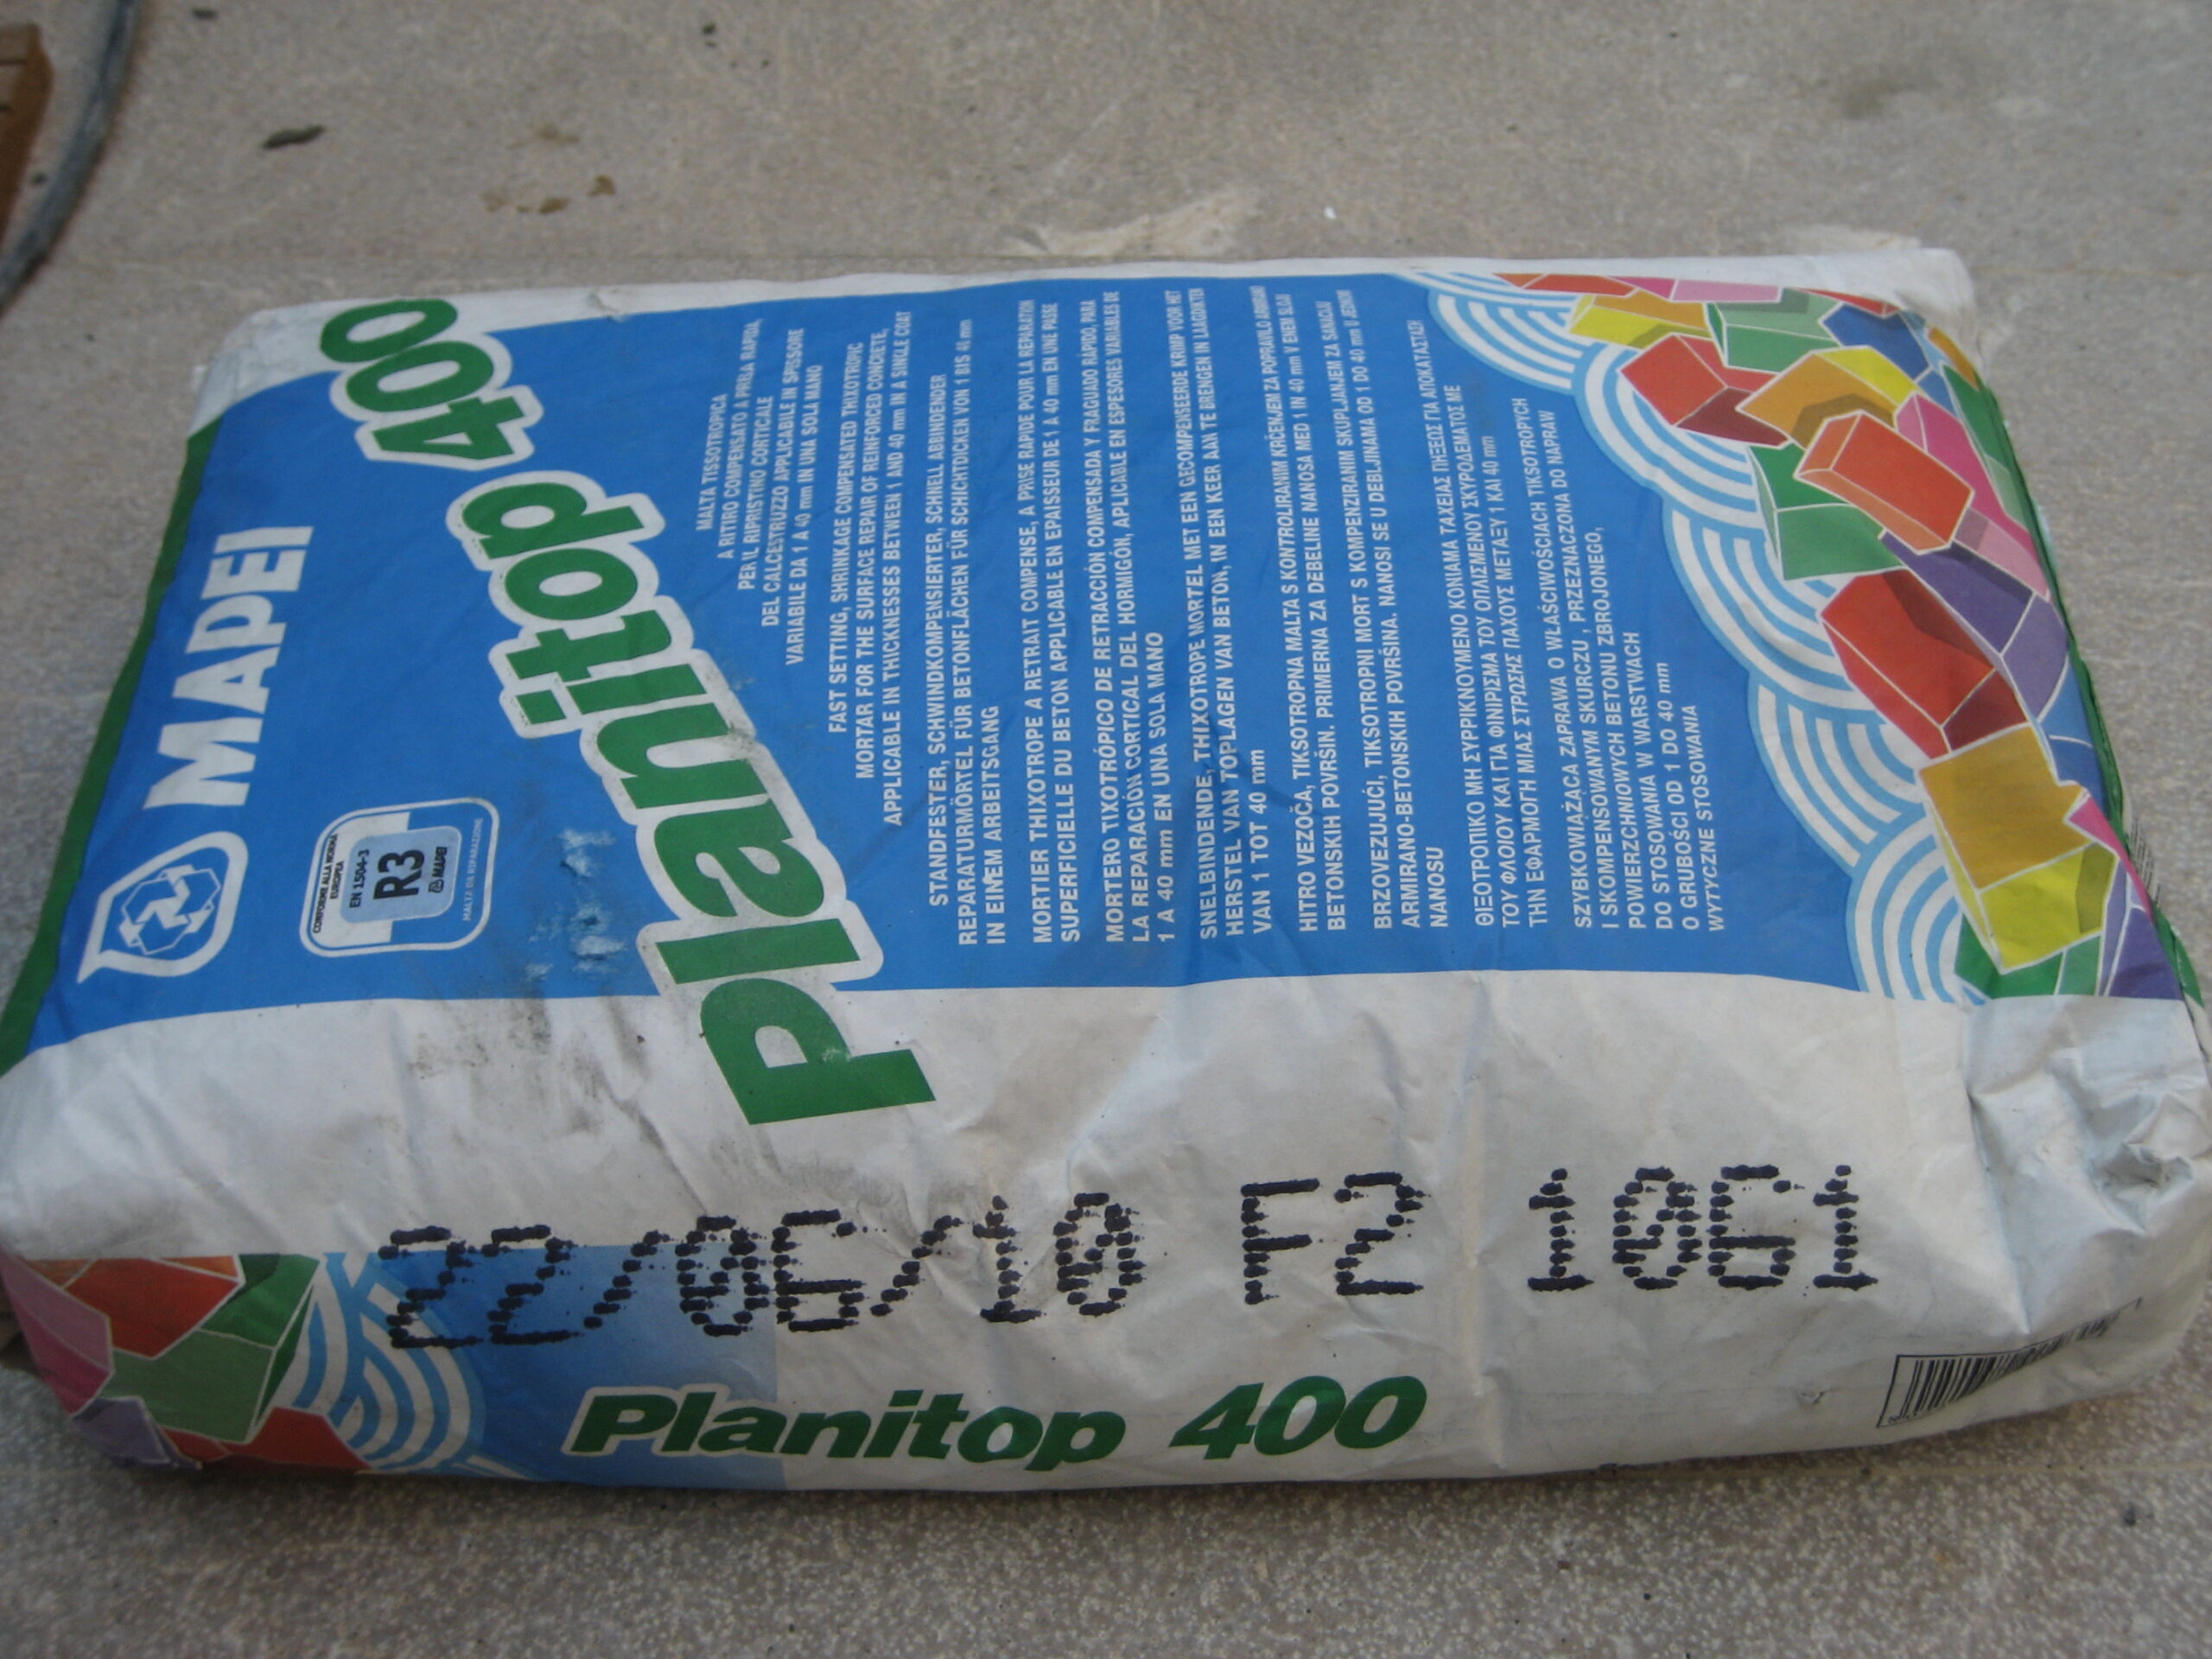 MAPEI
CONFORME ALLA NORMA
EUROPEA
EN 1504-3
R3
MAPEI
MALTA DA RIPARAZIONE
Planitop 400
MALTA TISSOTROPICA
A RITIRO COMPENSATO A PRESA RAPIDA,
PER IL RIPRISTINO CORTICALE
DEL CALCESTRUZZO APPLICABILE IN SPESSORE
VARIABILE DA 1 A 40 mm IN UNA SOLA MANO
FAST SETTING, SHRINKAGE COMPENSATED THIXOTROPIC
MORTAR FOR THE SURFACE REPAIR OF REINFORCED CONCRETE,
APPLICABLE IN THICKNESSES BETWEEN 1 AND 40 mm IN A SINGLE COAT
STANDFESTER, SCHWINDKOMPENSIERTER, SCHNELL ABBINDENDER
REPARATURMÖRTEL FÜR BETONFLÄCHEN FÜR SCHICHTDICKEN VON 1 BIS 40 mm
IN EINEM ARBEITSGANG
MORTIER THIXOTROPE A RETRAIT COMPENSE, A PRISE RAPIDE POUR LA REPARATION
SUPERFICIELLE DU BETON APPLICABLE EN EPAISSEUR DE 1 A 40 mm EN UNE PASSE
MORTERO TIXOTRÓPICO DE RETRACCIÓN COMPENSADA Y FRAGUADO RÁPIDO, PARA
LA REPARACIÓN CORTICAL DEL HORMIGÓN, APLICABLE EN ESPESORES VARIABLES DE
1 A 40 mm EN UNA SOLA MANO
SNELBINDENDE, THIXOTROPE MORTEL MET EEN GECOMPENSEERDE KRIMP VOOR HET
HERSTEL VAN TOPLAGEN VAN BETON, IN EEN KEER AAN TE BRENGEN IN LAAGDIKTEN
VAN 1 TOT 40 mm
HITRO VEZOČA, TIKSOTROPNA MALTA S KONTROLIRANIM KRČENJEM ZA POPRAVILO ARMIRANO
BETONSKIH POVRŠIN. PRIMERNA ZA DEBELINE NANOSA MED 1 IN 40 mm V ENEM SLOJU
BRZOVEZUJUĆI, TIKSOTROPNI MORT S KOMPENZIRANIM SKUPLJANJEM ZA SANACIJU
ARMIRANO-BETONSKIH POVRŠINA. NANOSI SE U DEBLJINAMA OD 1 DO 40 mm U JEDNOM
NANOSU
ΘΙΞΟΤΡΟΠΙΚΟ ΜΗ ΣΥΡΡΙΚΝΟΥΜΕΝΟ ΚΟΝΙΑΜΑ ΤΑΧΕΙΑΣ ΠΗΞΕΩΣ ΓΙΑ ΑΠΟΚΑΤΑΣΤΑΣΗ
ΤΟΥ ΦΛΟΙΟΥ ΚΑΙ ΓΙΑ ΦΙΝΙΡΙΣΜΑ ΤΟΥ ΟΠΛΙΣΜΕΝΟΥ ΣΚΥΡΟΔΕΜΑΤΟΣ ΜΕ
ΤΗΝ ΕΦΑΡΜΟΓΗ ΜΙΑΣ ΣΤΡΩΣΗΣ ΠΑΧΟΥΣ ΜΕΤΑΞΥ 1 ΚΑΙ 40 mm
SZYBKOWIĄŻĄCA ZAPRAWA O WŁAŚCIWOŚCIACH TIKSOTROPYCH
I SKOMPENSOWANYM SKURCZU, PRZEZNACZONA DO NAPRAW
POWIERZCHNIOWYCH BETONU ZBROJONEGO,
DO STOSOWANIA W WARSTWACH
O GRUBOŚCI OD 1 DO 40 mm
WYTYCZNE STOSOWANIA
22/06/10 F2 1061
Planitop 400